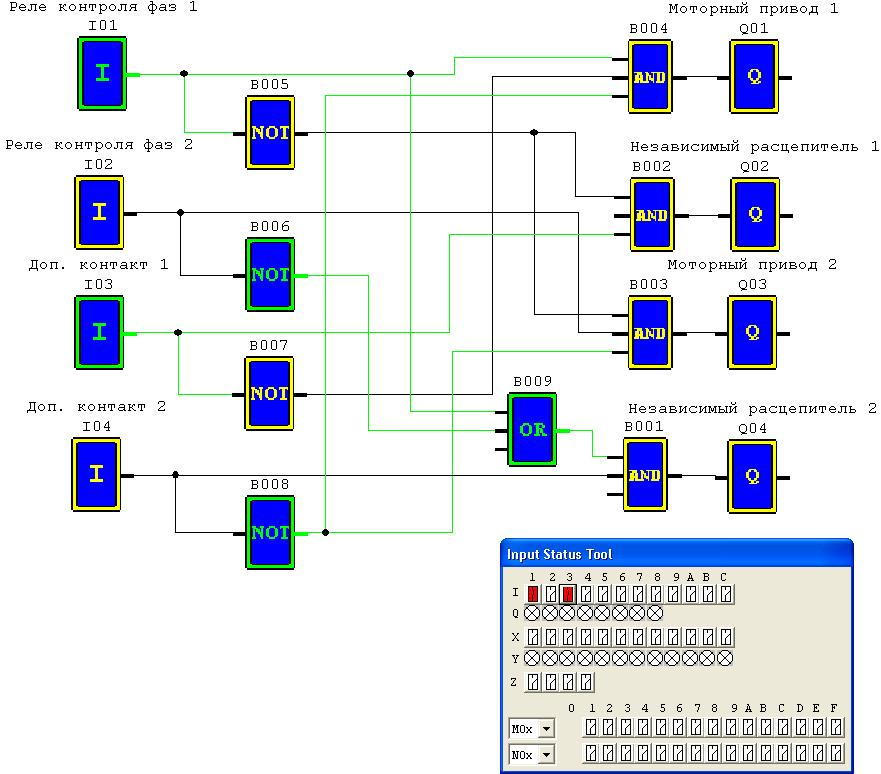 Реле контроля фаз 1
I01
I
B005
NOT
Моторный привод 1
B004
AND
Q01
Q
Реле контроля фаз 2
I02
I
B006
NOT
Независимый расцепитель 1
B002
AND
Q02
Q
Доп. контакт 1
I03
I
B007
NOT
Моторный привод 2
B003
AND
Q03
Q
Доп. контакт 2
I04
I
B008
NOT
B009
OR
Независимый расцепитель 2
B001
AND
Q04
Q
Input Status Tool
1 2 3 4 5 6 7 8 9 A B C
I
Q
X
Y
Z
0 1 2 3 4 5 6 7 8 9 A B C D E F
M0x
N0x